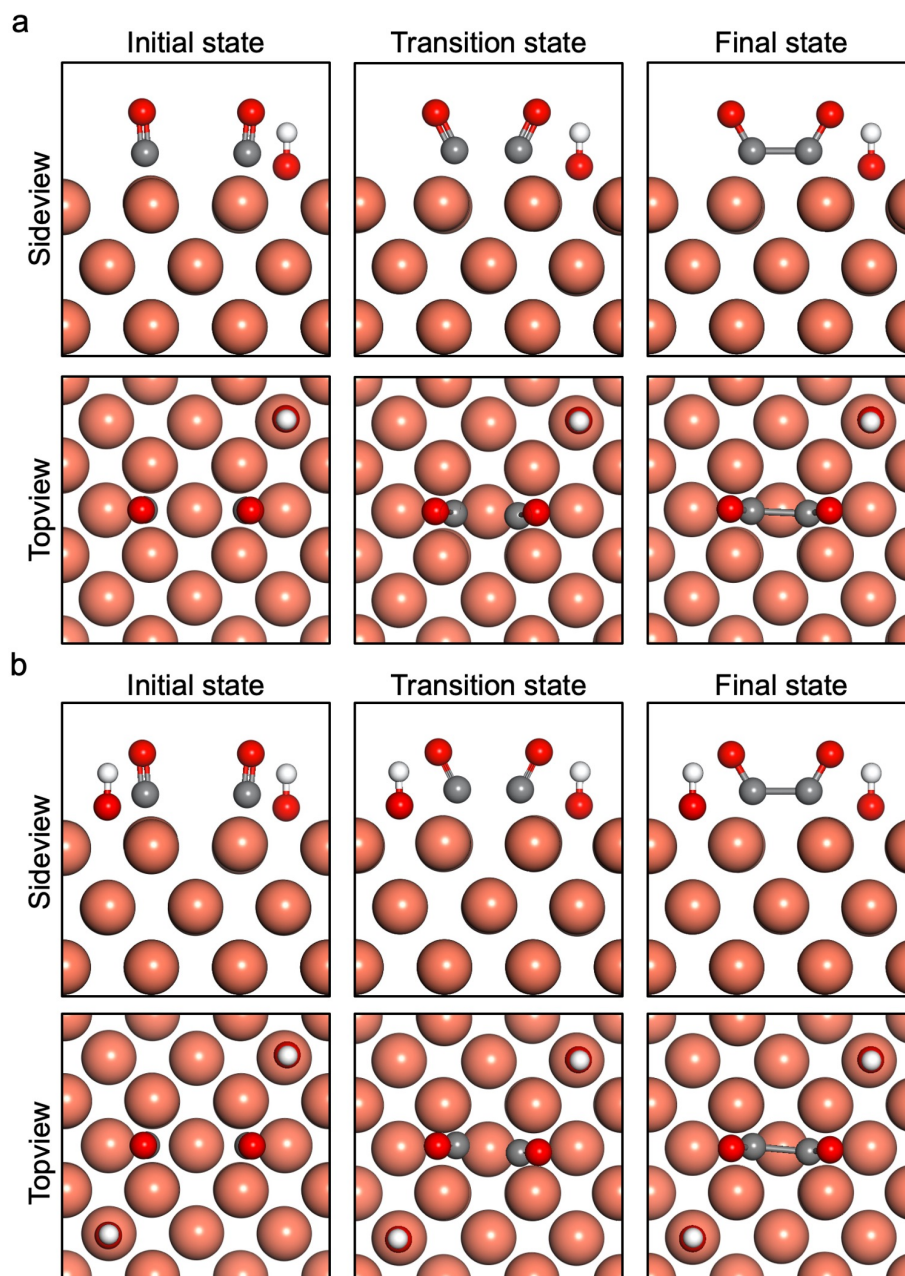 a
Initial state
Transition state
Final state
Sideview
Topview
b
Initial state
Transition state
Final state
Sideview
Topview